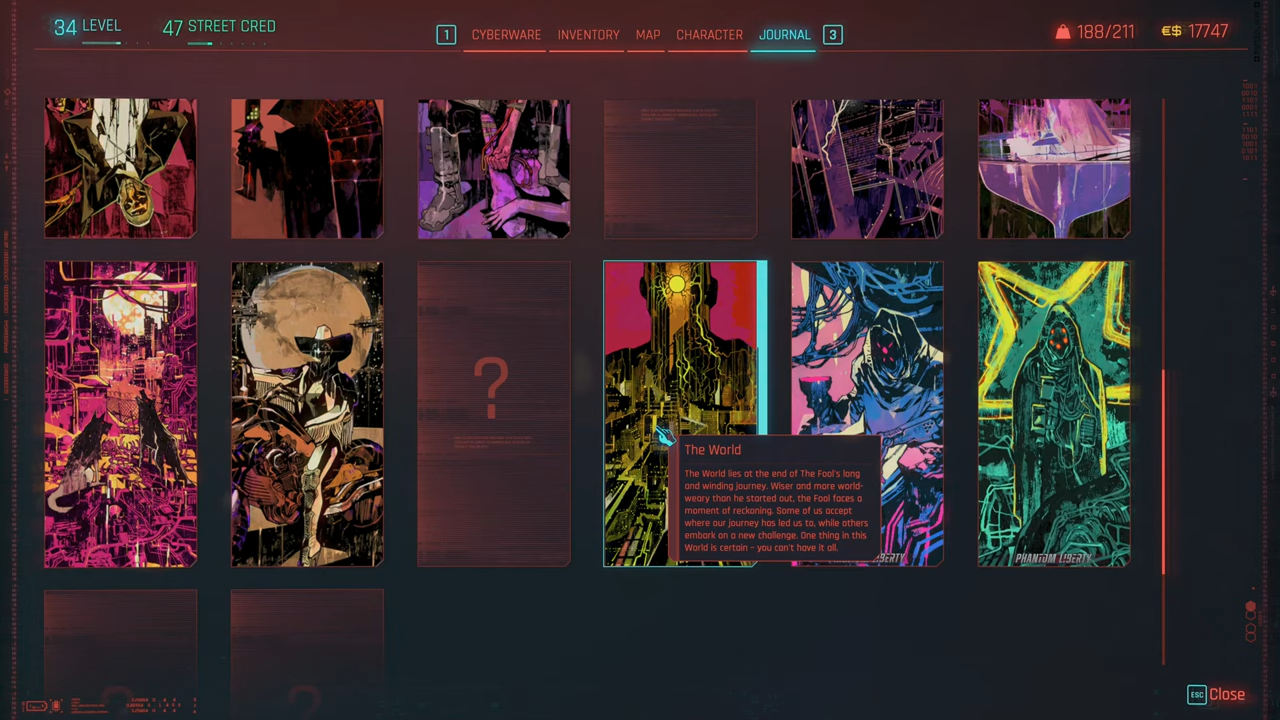 34 LEVEL
47 STREET CRED
1 CYBERWARE INVENTORY MAP CHARACTER JOURNAL 3
188/211
€$ 17747
?
The World
The World lies at the end of The Fool's long
and winding journey. Wiser and more world-
weary than he started out, the Fool faces a
moment of reckoning. Some of us accept
where our journey has led us to, while others
embark on a new challenge. One thing in this
World is certain – you can't have it all.
LIBERTY
PHANTOM LIBERTY
? ?
ESC Close